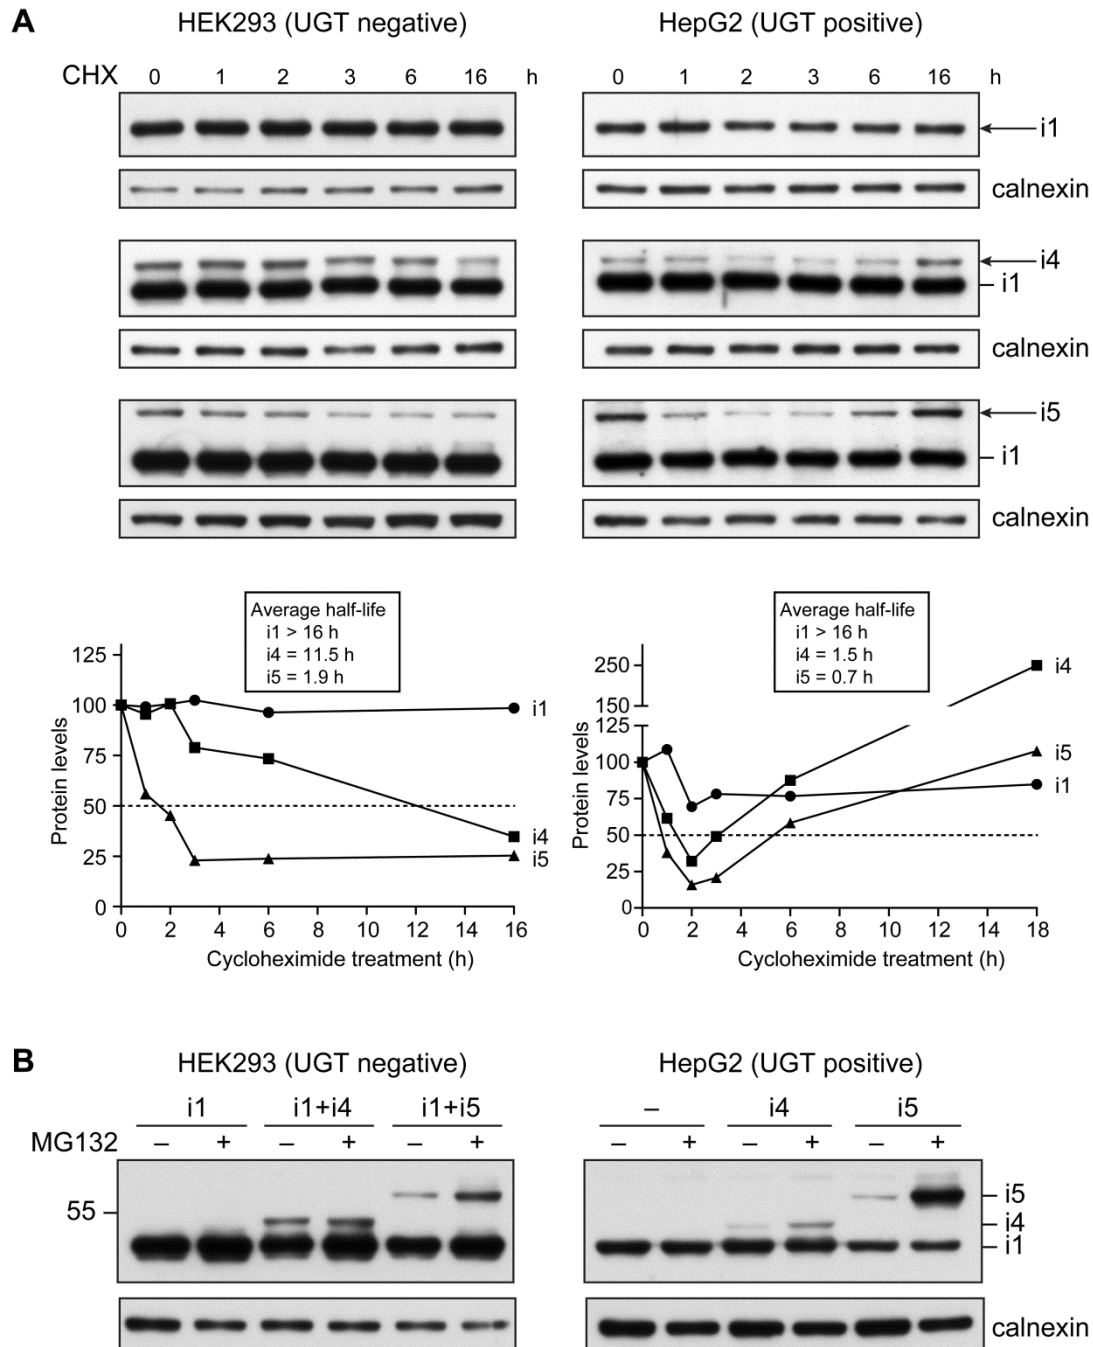 A
HEK293 (UGT negative)
HepG2 (UGT positive)
CHX 0 1 2 3 6 16 h
0 1 2 3 6 16 h
i1
calnexin
i4
i1
calnexin
i5
i1
calnexin
Average half-life
i1 > 16 h
i4 = 11.5 h
i5 = 1.9 h
Protein levels
125
100
75
50
25
0
i1
i4
i5
0 2 4 6 8 10 12 14 16
Cycloheximide treatment (h)
Average half-life
i1 > 16 h
i4 = 1.5 h
i5 = 0.7 h
Protein levels
250
150
125
100
75
50
25
0
i4
i5
i1
0 2 4 6 8 10 12 14 18
Cycloheximide treatment (h)
B
HEK293 (UGT negative)
HepG2 (UGT positive)
i1 i1+i4 i1+i5
– i4 i5
MG132 – + – + – +
– + – + – +
55
i5
i4
i1
calnexin